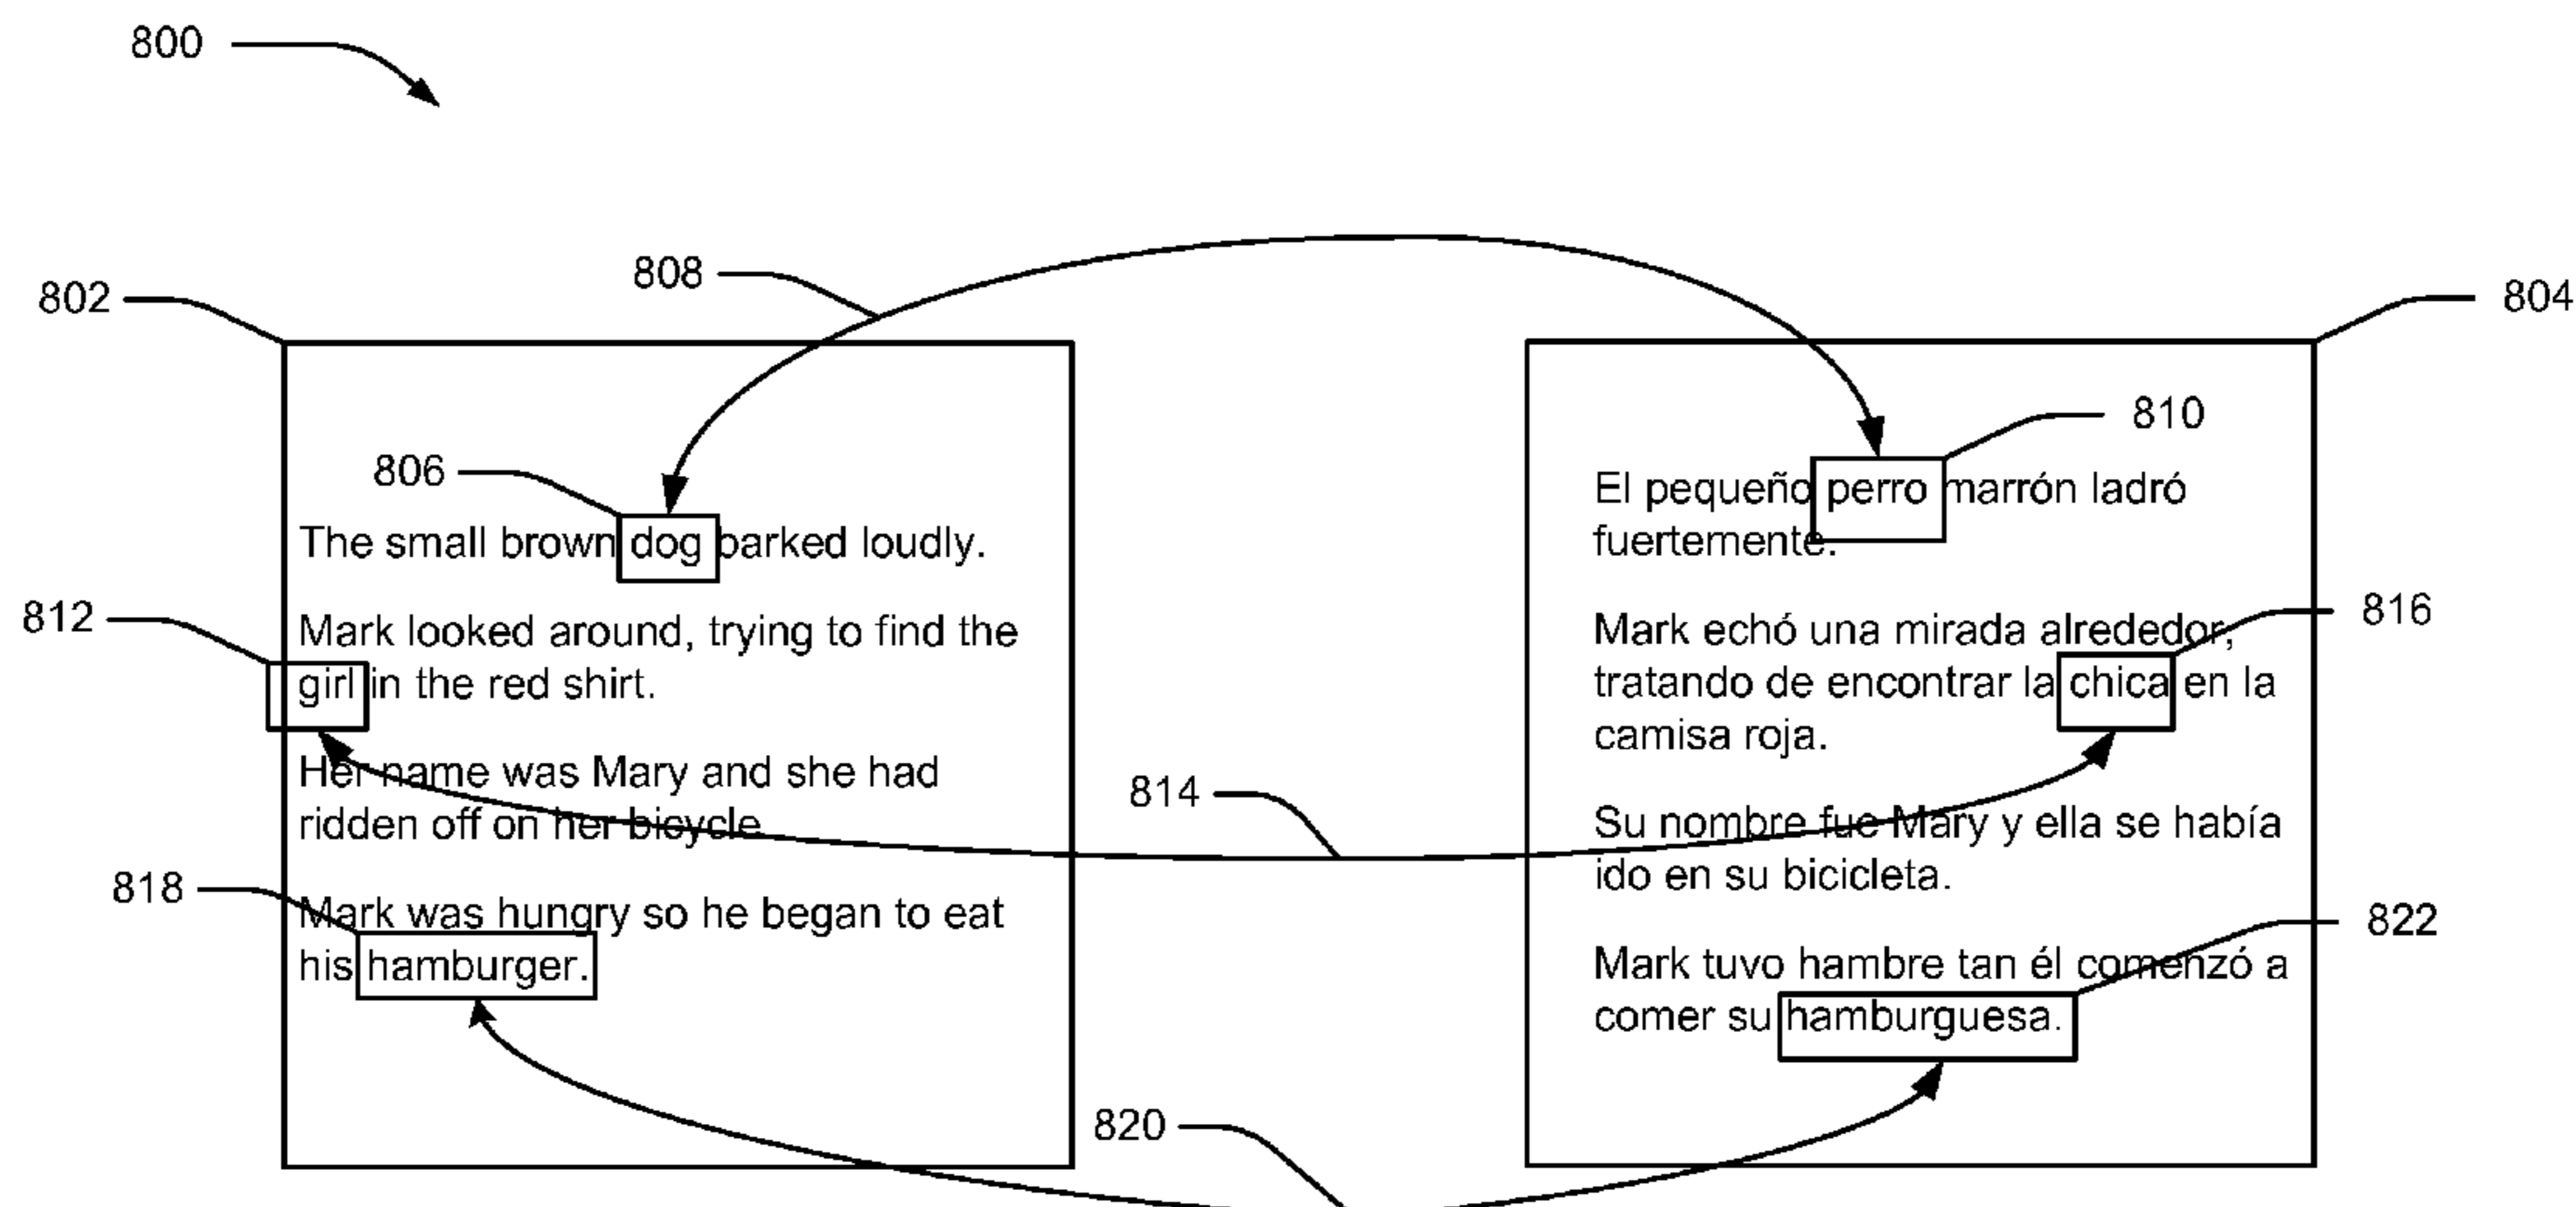 800
808
802
804
810
806
The small brown dog barked loudly.
812
Mark looked around, trying to find the
girl in the red shirt.
Her name was Mary and she had
ridden off on her bicycle.
818
Mark was hungry so he began to eat
his hamburger.
El pequeño perro marrón ladró
fuertemente.
816
Mark echó una mirada alrededor,
tratando de encontrar la chica en la
camisa roja.
814
Su nombre fue Mary y ella se había
ido en su bicicleta.
822
Mark tuvo hambre tan él comenzó a
comer su hamburguesa.
820